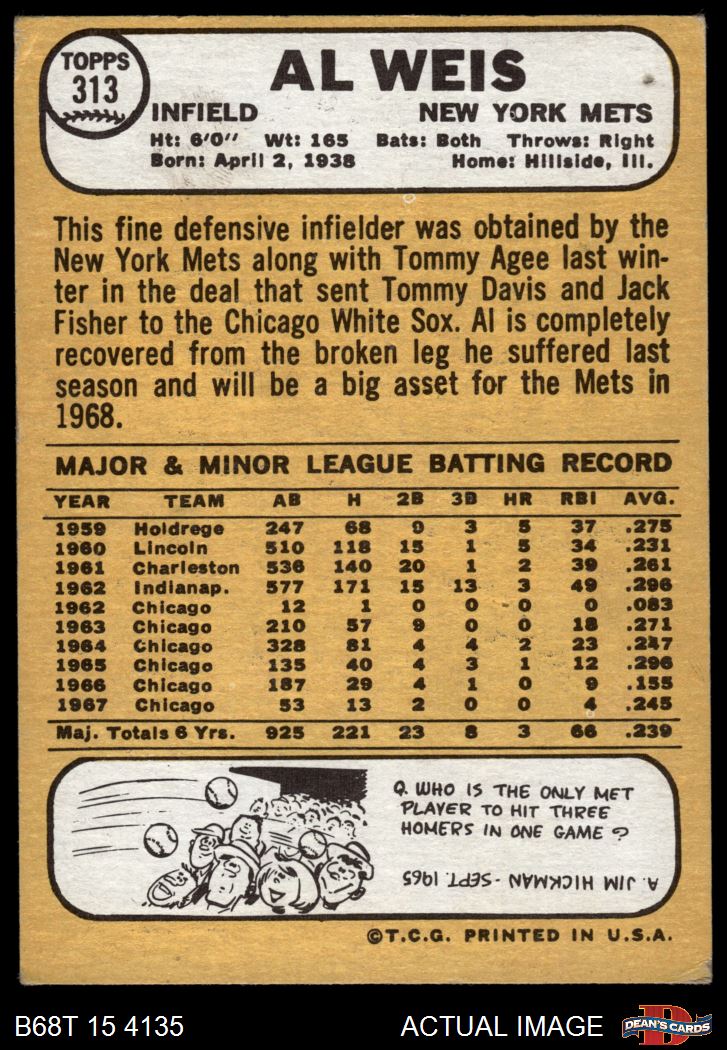 TOPPS
313
AL WEIS
INFIELD NEW YORK METS
Ht: 6'0'' Wt: 165 Bats: Both Throws: Right
Born: April 2, 1938 Home: Hillside, Ill.
This fine defensive infielder was obtained by the
New York Mets along with Tommy Agee last win-
ter in the deal that sent Tommy Davis and Jack
Fisher to the Chicago White Sox. Al is completely
recovered from the broken leg he suffered last
season and will be a big asset for the Mets in
1968.
MAJOR & MINOR LEAGUE BATTING RECORD
YEAR TEAM AB H 2B 3B HR RBI AVG.
1959 Holdrege 247 68 9 3 5 37 .275
1960 Lincoln 510 118 15 1 5 34 .231
1961 Charleston 536 140 20 1 2 39 .261
1962 Indianap. 577 171 15 13 3 49 .296
1962 Chicago 12 1 0 0 0 0 .083
1963 Chicago 210 57 9 0 0 18 .271
1964 Chicago 328 81 4 4 2 23 .247
1965 Chicago 135 40 4 3 1 12 .296
1966 Chicago 187 29 4 1 0 9 .155
1967 Chicago 53 13 2 0 0 4 .245
Maj. Totals 6 Yrs. 925 221 23 8 3 66 .239
Q. WHO IS THE ONLY MET
PLAYER TO HIT THREE
HOMERS IN ONE GAME ?
A. JIM HICKMAN - SEPT. 1965
©T.C.G. PRINTED IN U.S.A.
B68T 15 4135 ACTUAL IMAGE
D
DEAN'S CARDS